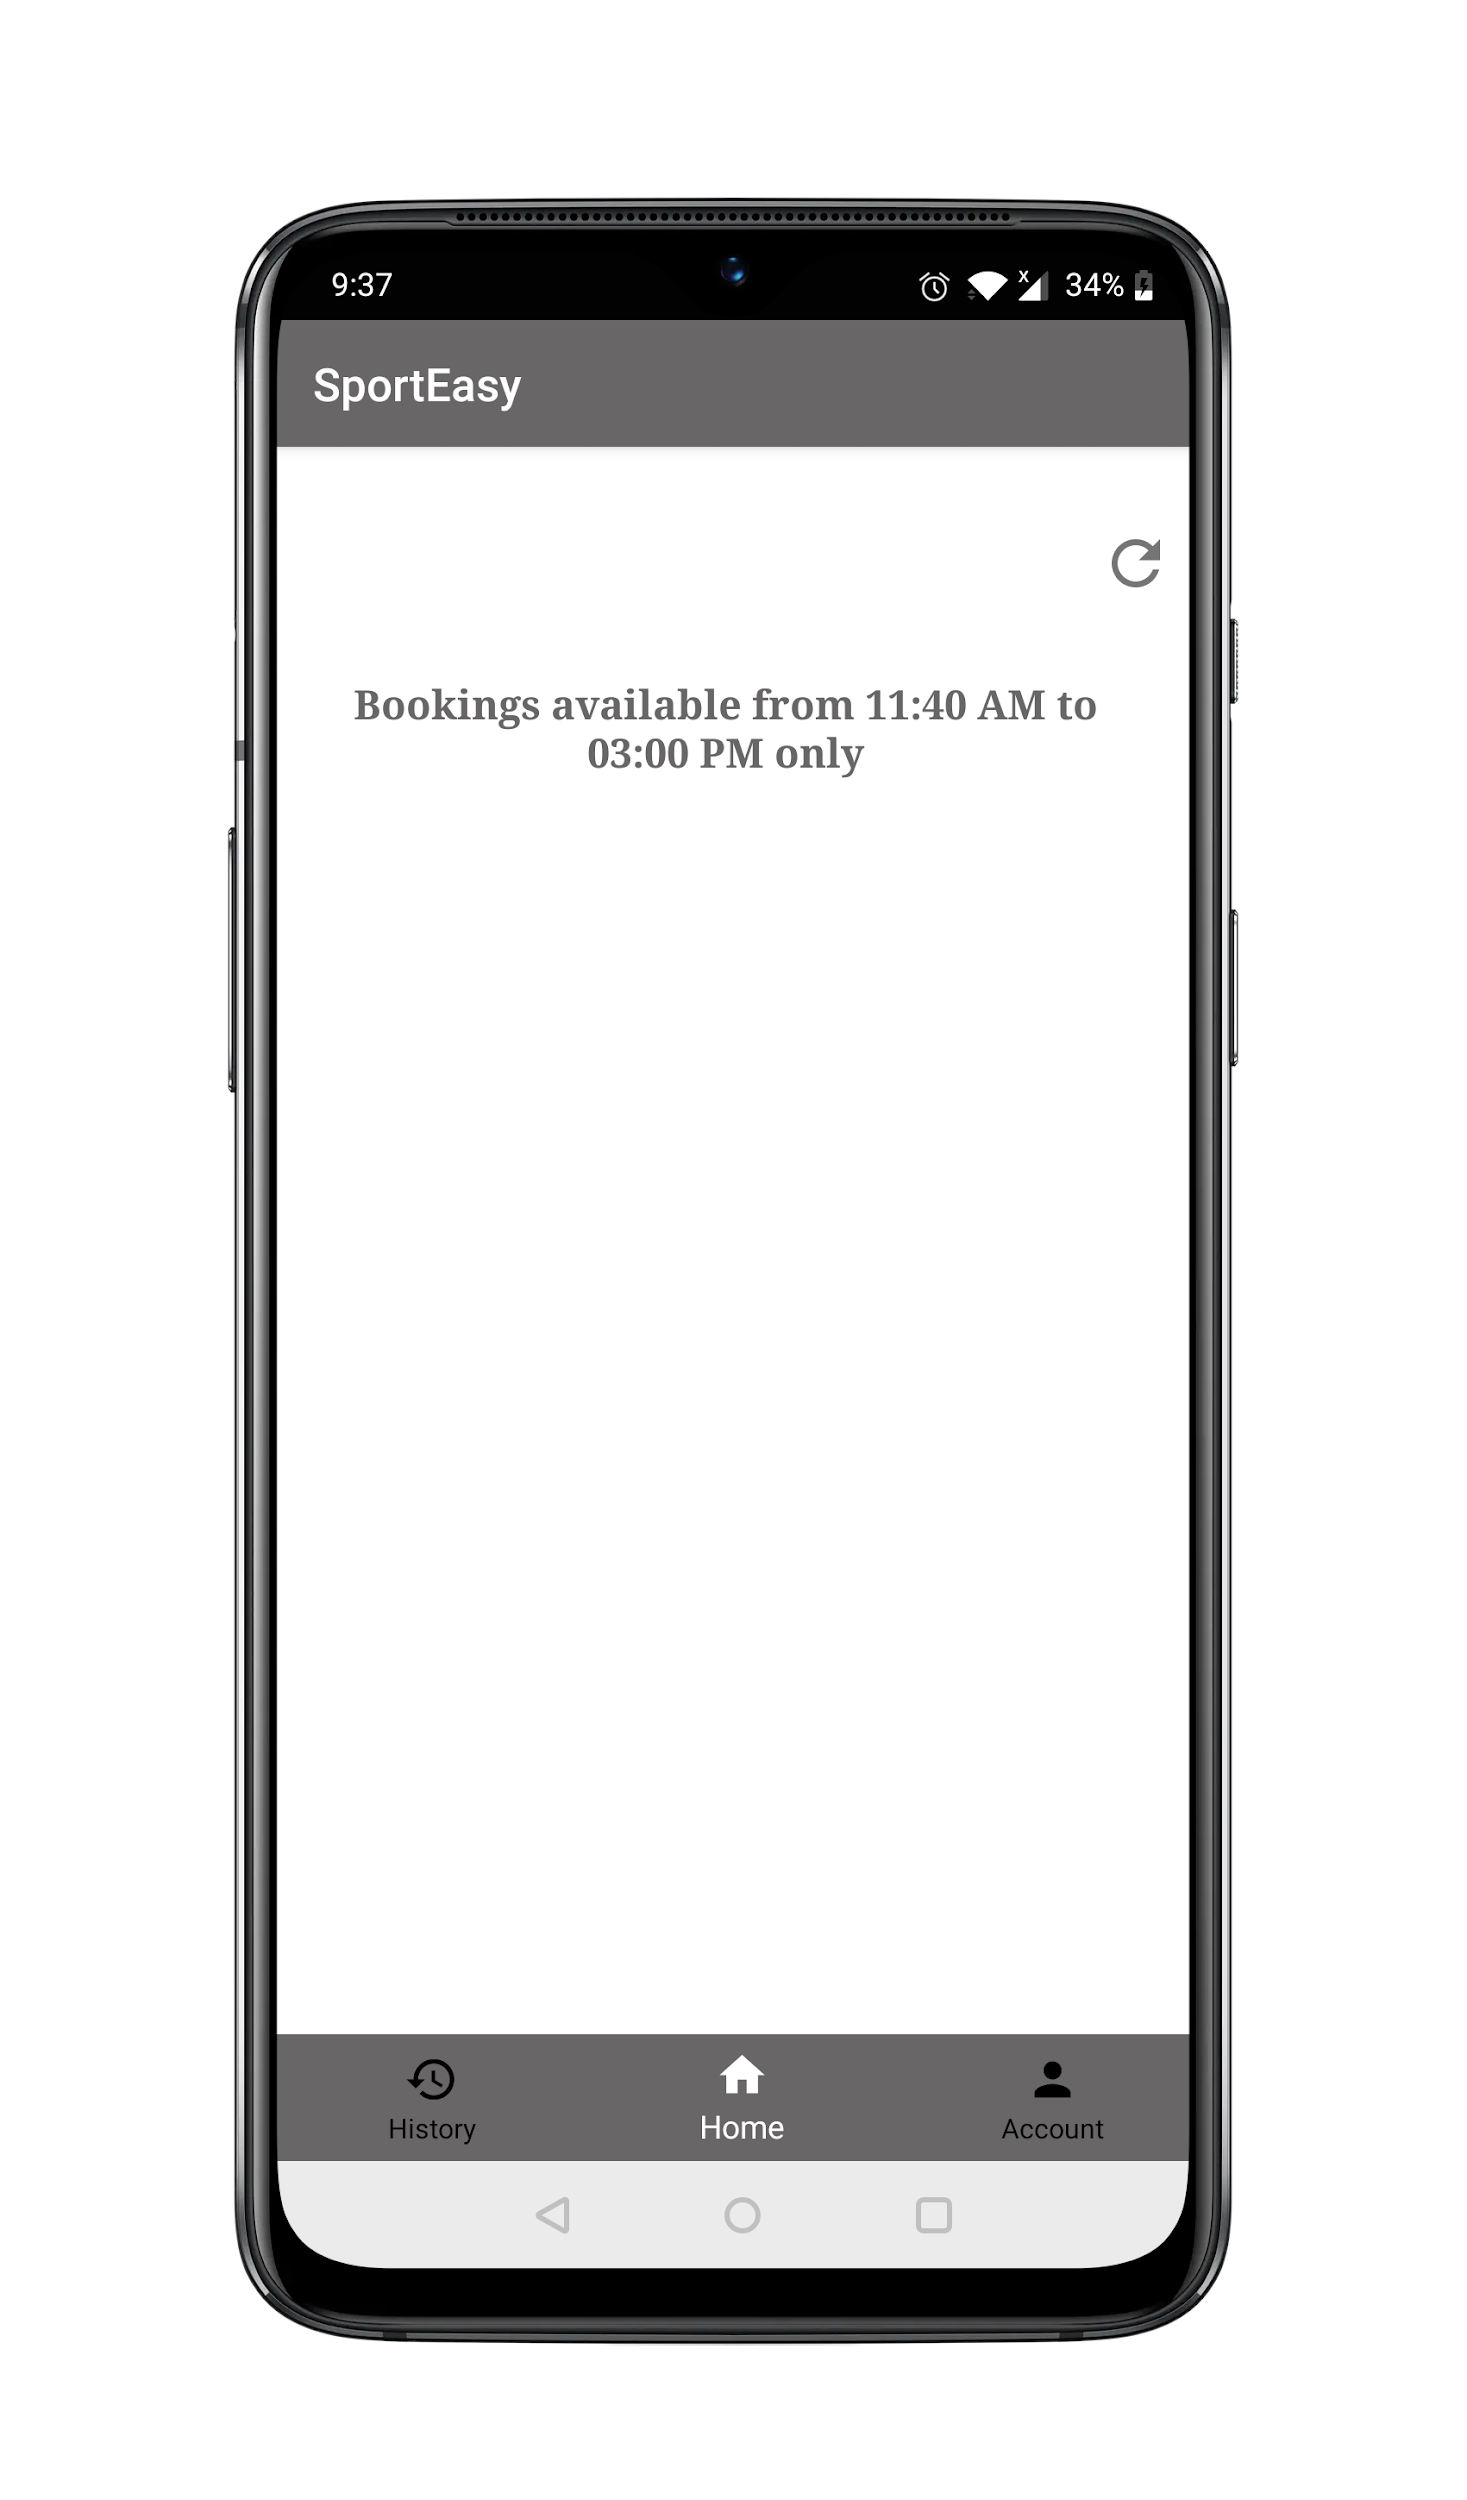 9:37
34%
SportEasy
Bookings available from 11:40 AM to
03:00 PM only
History
Home
Account